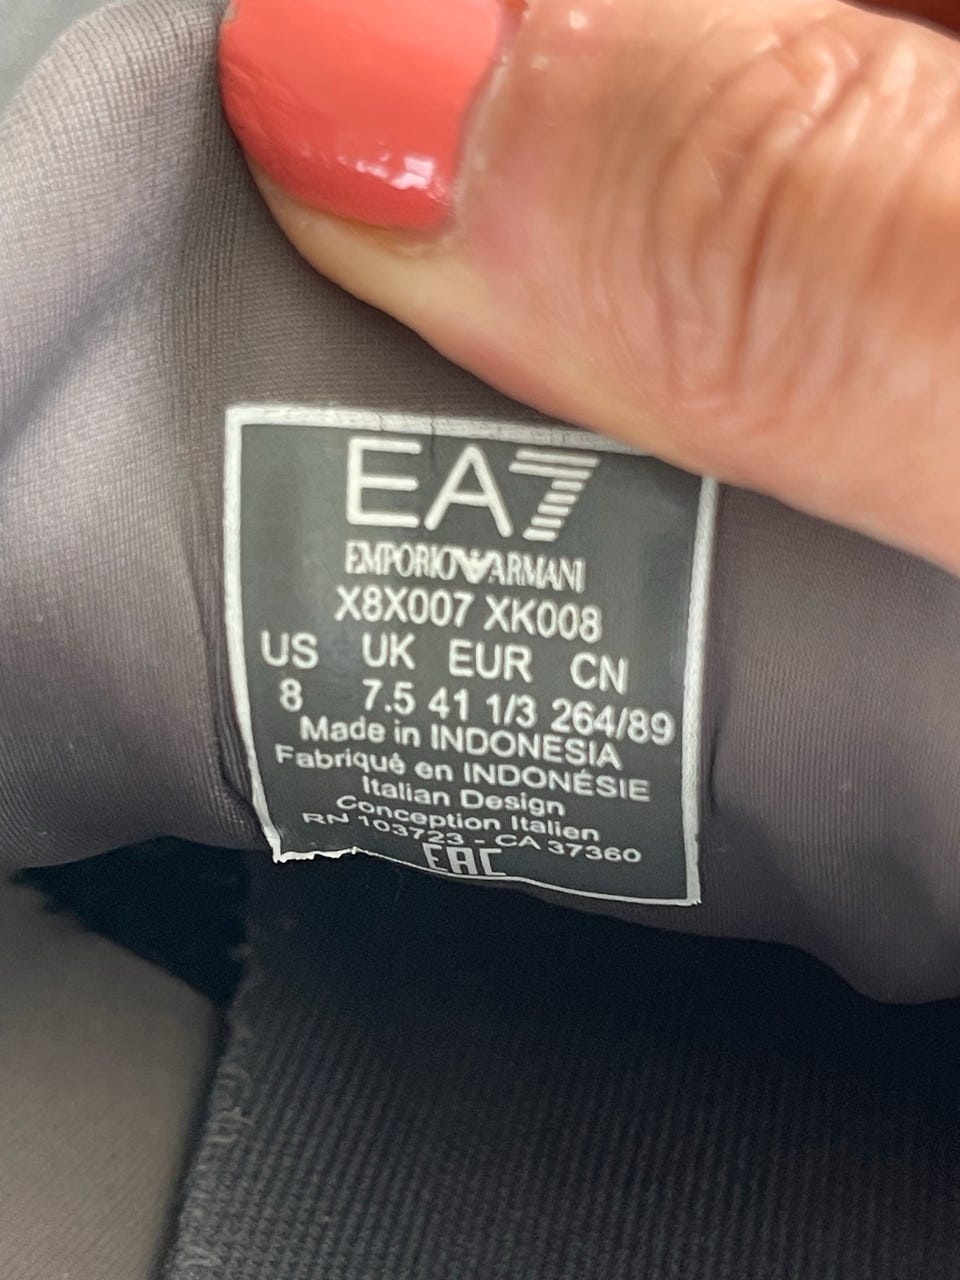 EA7
EMPORIO ARMANI
X8X007 XK008
US UK EUR CN
8 7.5 41 1/3 264/89
Made in INDONESIA
Fabriqué en INDONÉSIE
Italian Design
Conception Italien
RN 103723 - CA 37360
EAC